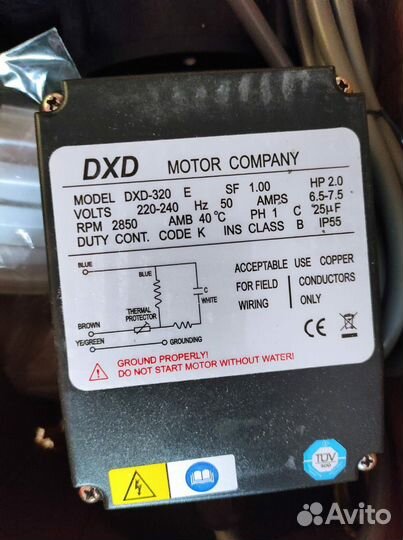 DXD MOTOR COMPANY
MODEL DXD-320 E SF 1.00 HP 2.0
VOLTS 220-240 Hz 50 AMPS 6.5-7.5
RPM 2850 AMB 40°C PH 1 C 25μF
DUTY CONT. CODE K INS CLASS B IP55
BLUE
BLUE
C
WHITE
THERMAL
PROTECTOR
BROWN
YE/GREEN
GROUNDING
ACCEPTABLE USE COPPER
FOR FIELD CONDUCTORS
WIRING ONLY
CE
GROUND PROPERLY!
DO NOT START MOTOR WITHOUT WATER!
TÜV
Avito